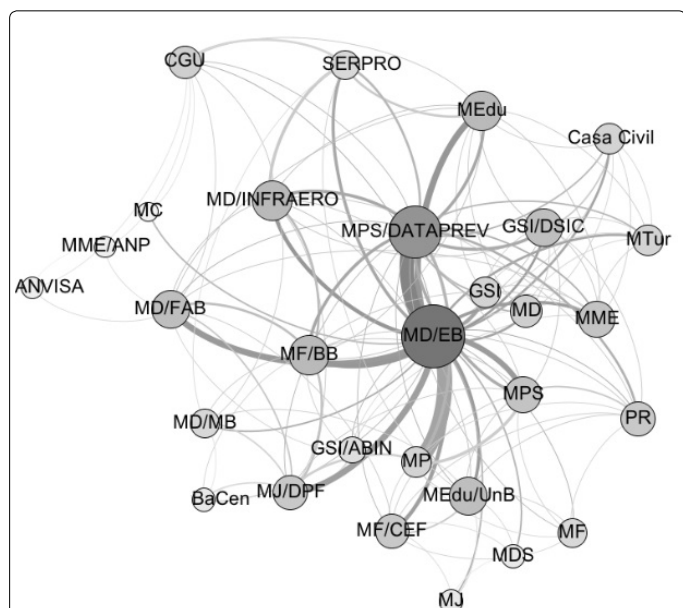 CGU
SERPRO
MEdu
Casa Civil
MD/INFRAERO
MC
MPS/DATAPREV
GSI/DSIC
MTur
MME/ANP
ANVISA
MD/FAB
GSI
MD
MME
MD/EB
MF/BB
MPS
PR
MD/MB
GSI/ABIN
MP
MJ/DPF
MEdu/UnB
BaCen
MF/CEF
MF
MDS
MJ